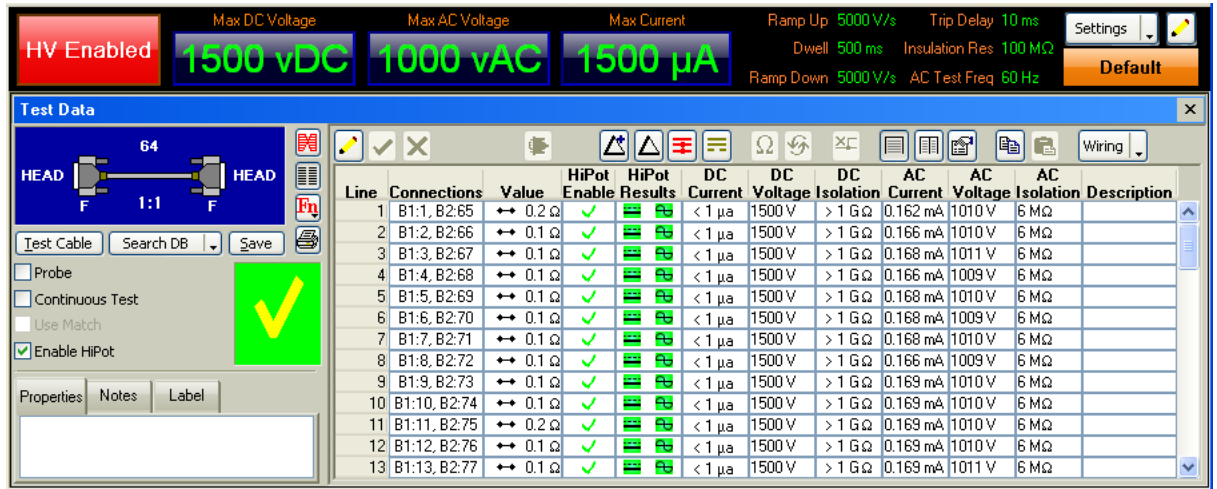 Max DC Voltage Max AC Voltage Max Current Ramp Up 5000 V/s Trip Delay 10 ms Settings
HV Enabled 1500 vDC 1000 vAC 1500 µA Dwell 500 ms Insulation Res 100 MΩ
Ramp Down 5000 V/s AC Test Freq 60 Hz Default
Test Data
64
HEAD HEAD
F 1:1 F
Fn
Test Cable Search DB Save
Probe
Continuous Test
Use Match
Enable HiPot
Properties Notes Label
Ω Wiring
HiPot HiPot DC DC DC AC AC AC
Line Connections Value Enable Results Current Voltage Isolation Current Voltage Isolation Description
1 B1:1, B2:65 ↔ 0.2 Ω < 1 µa 1500 V > 1 G Ω 0.162 mA 1010 V 6 MΩ
2 B1:2, B2:66 ↔ 0.1 Ω < 1 µa 1500 V > 1 G Ω 0.166 mA 1010 V 6 MΩ
3 B1:3, B2:67 ↔ 0.1 Ω < 1 µa 1500 V > 1 G Ω 0.168 mA 1011 V 6 MΩ
4 B1:4, B2:68 ↔ 0.1 Ω < 1 µa 1500 V > 1 G Ω 0.166 mA 1009 V 6 MΩ
5 B1:5, B2:69 ↔ 0.1 Ω < 1 µa 1500 V > 1 G Ω 0.168 mA 1010 V 6 MΩ
6 B1:6, B2:70 ↔ 0.1 Ω < 1 µa 1500 V > 1 G Ω 0.168 mA 1009 V 6 MΩ
7 B1:7, B2:71 ↔ 0.1 Ω < 1 µa 1500 V > 1 G Ω 0.168 mA 1010 V 6 MΩ
8 B1:8, B2:72 ↔ 0.1 Ω < 1 µa 1500 V > 1 G Ω 0.166 mA 1009 V 6 MΩ
9 B1:9, B2:73 ↔ 0.1 Ω < 1 µa 1500 V > 1 G Ω 0.169 mA 1010 V 6 MΩ
10 B1:10, B2:74 ↔ 0.1 Ω < 1 µa 1500 V > 1 G Ω 0.169 mA 1010 V 6 MΩ
11 B1:11, B2:75 ↔ 0.2 Ω < 1 µa 1500 V > 1 G Ω 0.169 mA 1010 V 6 MΩ
12 B1:12, B2:76 ↔ 0.1 Ω < 1 µa 1500 V > 1 G Ω 0.169 mA 1010 V 6 MΩ
13 B1:13, B2:77 ↔ 0.1 Ω < 1 µa 1500 V > 1 G Ω 0.169 mA 1011 V 6 MΩ